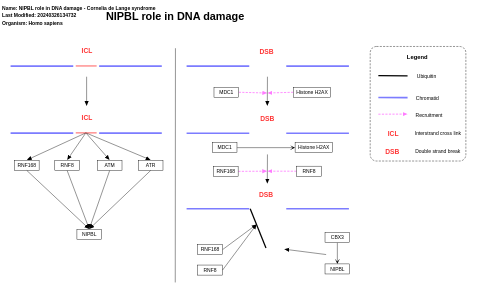 Name: NIPBL role in DNA damage - Cornelia de Lange syndrome
Last Modified: 20240326134732
Organism: Homo sapiens
NIPBL role in DNA damage
ICL
DSB
MDC1
Histone H2AX
ICL
DSB
MDC1
Histone H2AX
RNF168
RNF8
ATM
ATR
RNF168
RNF8
DSB
NIPBL
RNF168
RNF8
CBX3
NIPBL
Legend
Ubiquitin
Chromatid
Recruitment
ICL
Interstrand cross link
DSB
Double strand break